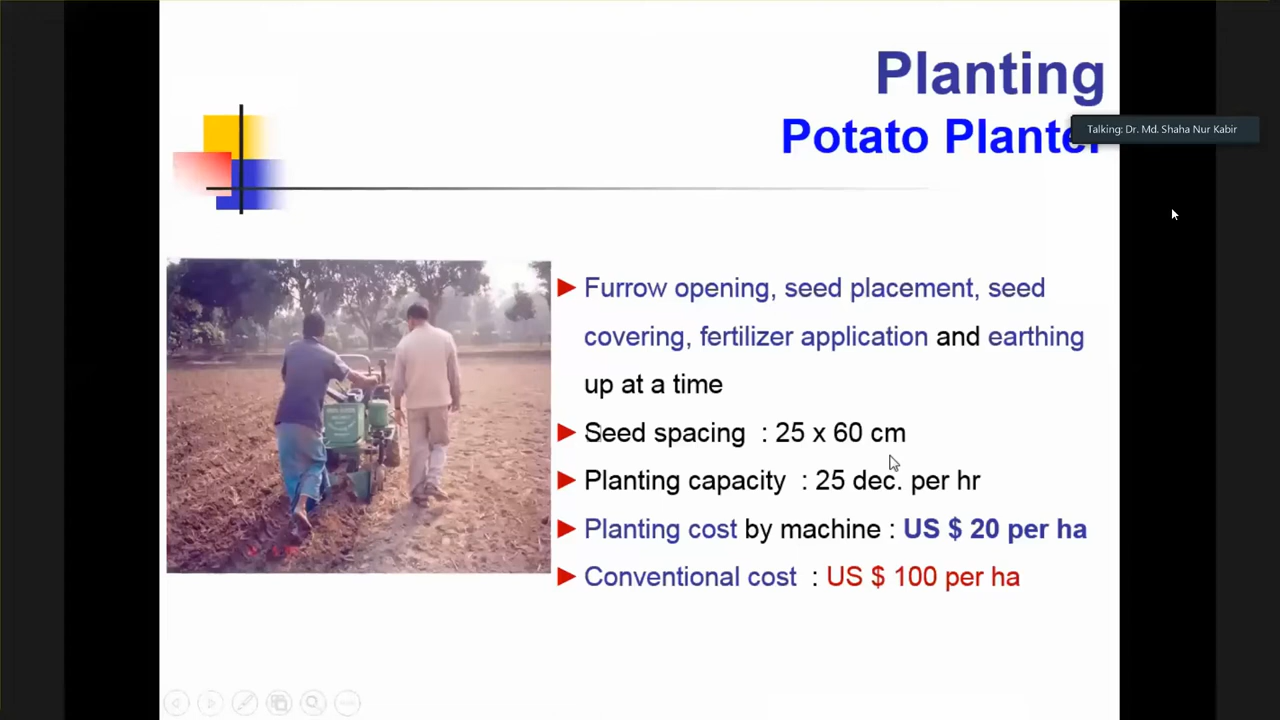 Planting
Potato Planter
Talking: Dr. Md. Shaha Nur Kabir
Furrow opening, seed placement, seed
covering, fertilizer application and earthing
up at a time
Seed spacing : 25 x 60 cm
Planting capacity : 25 dec. per hr
Planting cost by machine : US $ 20 per ha
Conventional cost : US $ 100 per ha